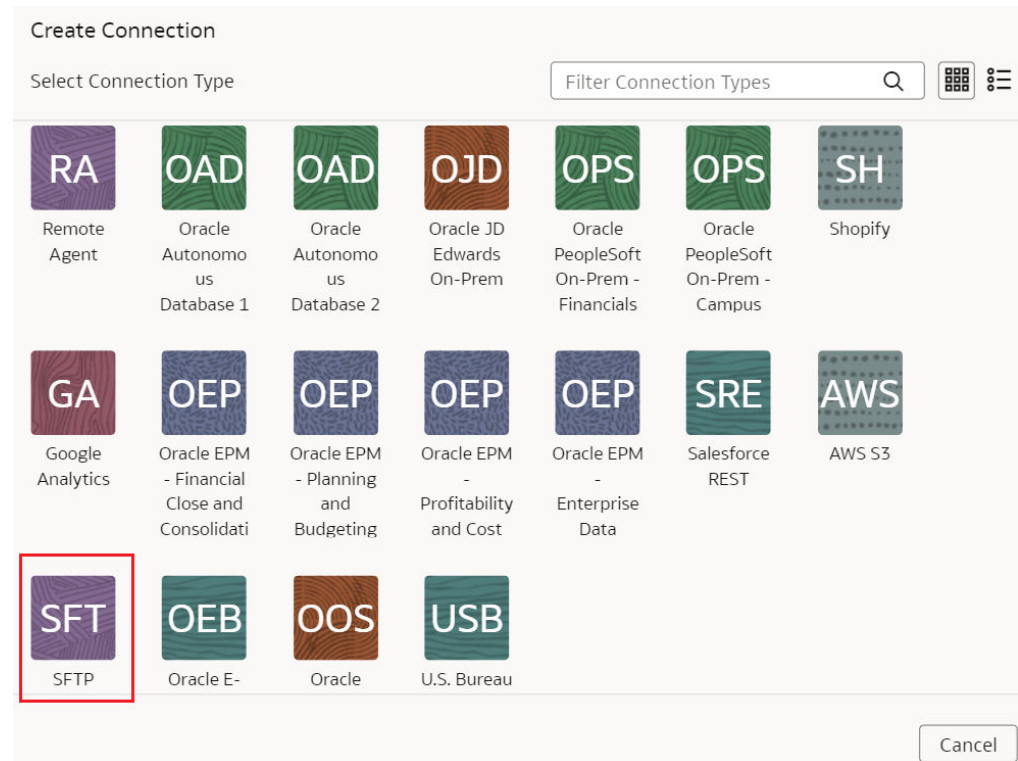 Create Connection
Select Connection Type
Filter Connection Types
RA OAD OAD OJD OPS OPS SH
Remote Oracle Oracle Oracle JD Oracle Oracle Shopify
Agent Autonomo Autonomo Edwards PeopleSoft PeopleSoft
us us On-Prem On-Prem - On-Prem -
Database 1 Database 2 Financials Campus
GA OEP OEP OEP OEP SRE AWS
Google Oracle EPM Oracle EPM Oracle EPM Oracle EPM Salesforce AWS S3
Analytics - Financial - Planning - - REST
Close and and Profitability Enterprise
Consolidati Budgeting and Cost Data
SFT OEB OOS USB
SFTP Oracle E- Oracle U.S. Bureau
Cancel